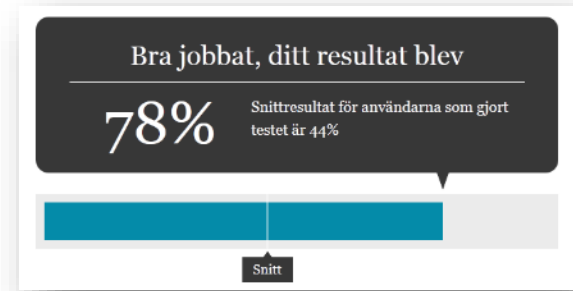 Bra jobbat, ditt resultat blev
78%
Snittresultat för användarna som gjort
testet är 44%
Snitt